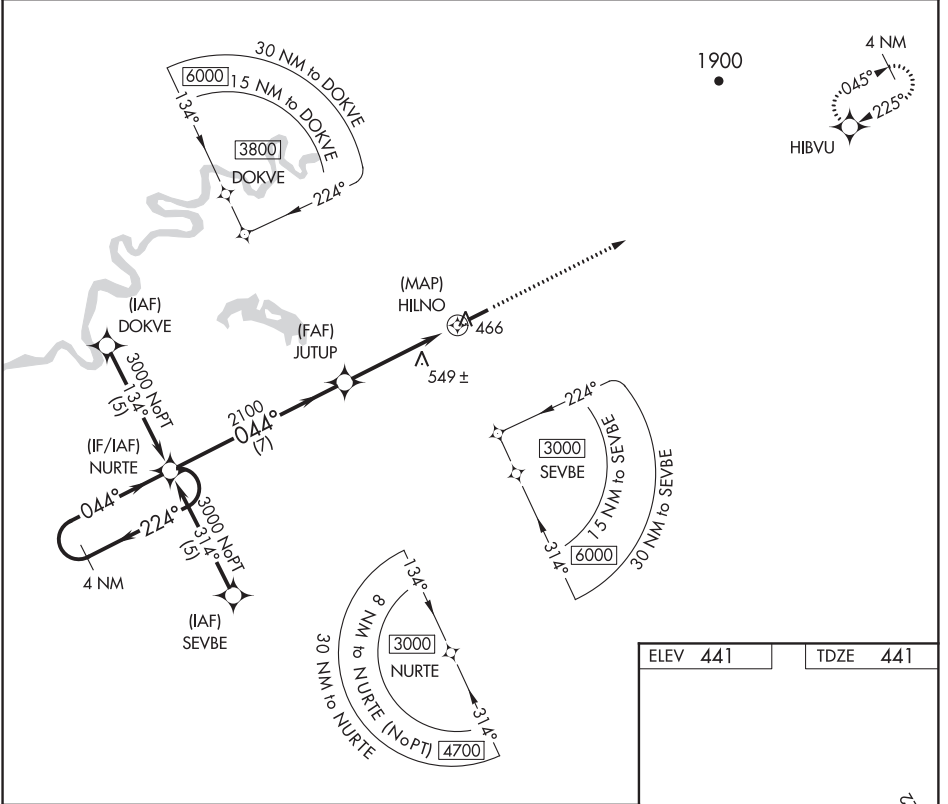 30 NM to DOKVE
6000
15 NM to DOKVE
134°
3800
DOKVE
224°
1900
4 NM
045°
225°
HIBVU
(MAP)
HILNO
466
(IAF)
DOKVE
(FAF)
JUTUP
549 ±
3000 NoPT
134°
(5)
2100
044°
(7)
(IF/IAF)
NURTE
044°
224°
4 NM
3000 NoPT
314°
(5)
(IAF)
SEVBE
224°
3000
SEVBE
15 NM to SEVBE
30 NM to SEVBE
314°
6000
134°
3000
NURTE
8 NM to NURTE (NoPT)
30 NM to NURTE
314°
4700
ELEV 441
TDZE 441